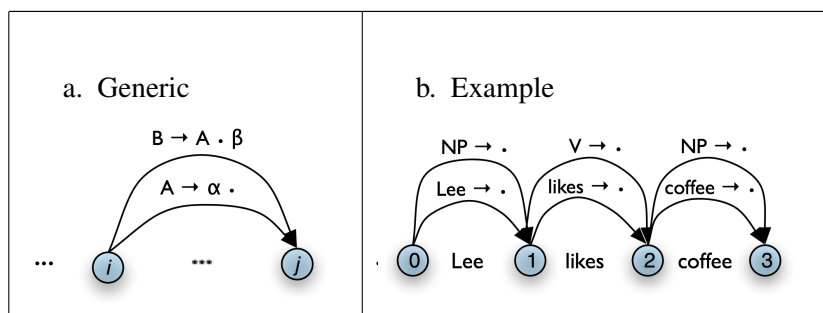 a. Generic
B → A • β
A → α •
... i ... j
b. Example
NP → • V → • NP → •
Lee → • likes → • coffee → •
0 Lee 1 likes 2 coffee 3